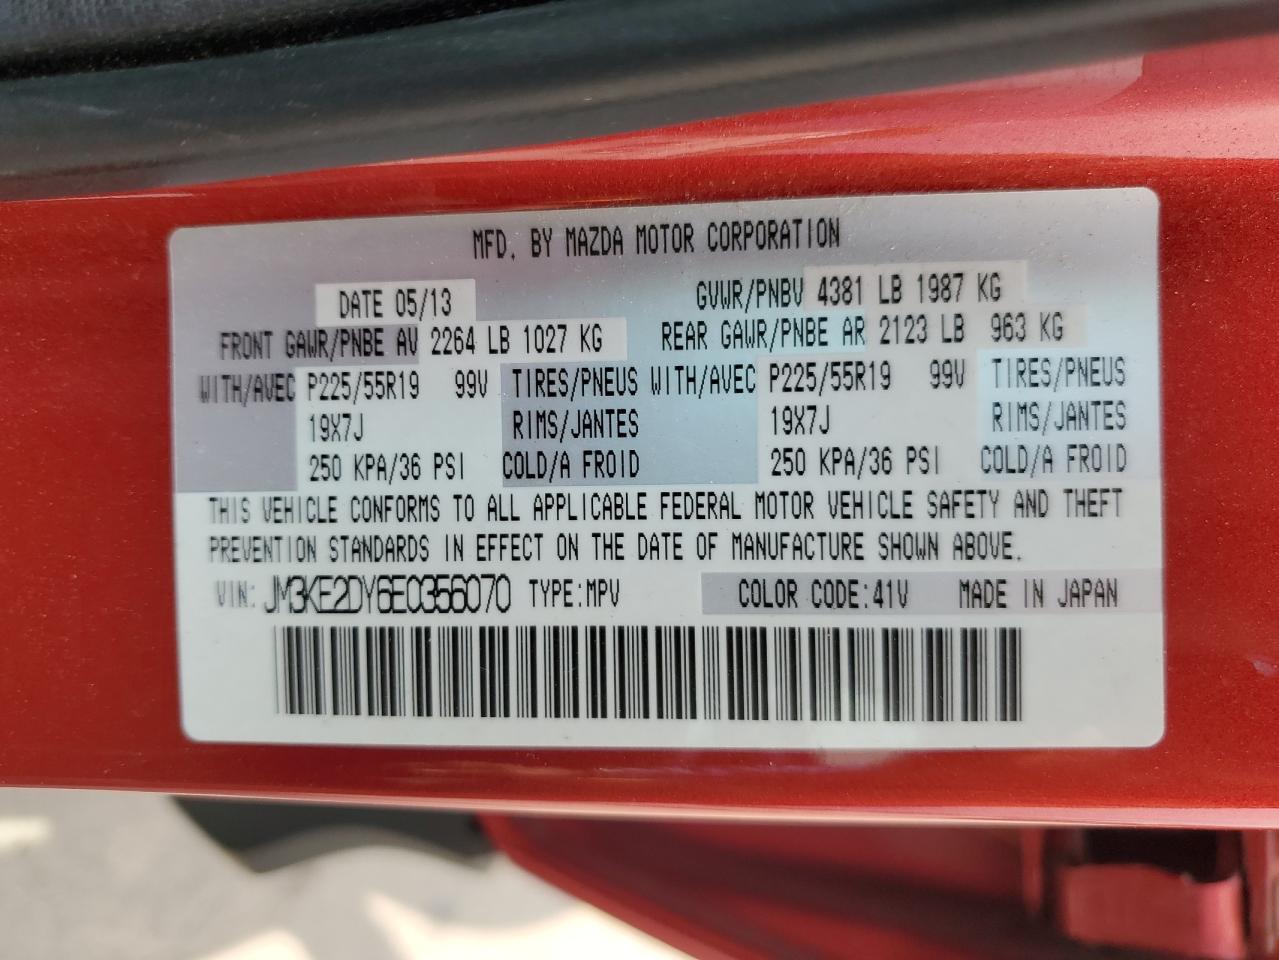 MFD. BY MAZDA MOTOR CORPORATION
DATE 05/13 GVWR/PNBV 4381 LB 1987 KG
FRONT GAWR/PNBE AV 2264 LB 1027 KG REAR GAWR/PNBE AR 2123 LB 963 KG
WITH/AVEC P225/55R19 99V TIRES/PNEUS WITH/AVEC P225/55R19 99V TIRES/PNEUS
19X7J RIMS/JANTES 19X7J RIMS/JANTES
250 KPA/36 PSI COLD/A FROID 250 KPA/36 PSI COLD/A FROID
THIS VEHICLE CONFORMS TO ALL APPLICABLE FEDERAL MOTOR VEHICLE SAFETY AND THEFT
PREVENTION STANDARDS IN EFFECT ON THE DATE OF MANUFACTURE SHOWN ABOVE.
VIN: JM3KE2DY6E0356070 TYPE:MPV COLOR CODE:41V MADE IN JAPAN